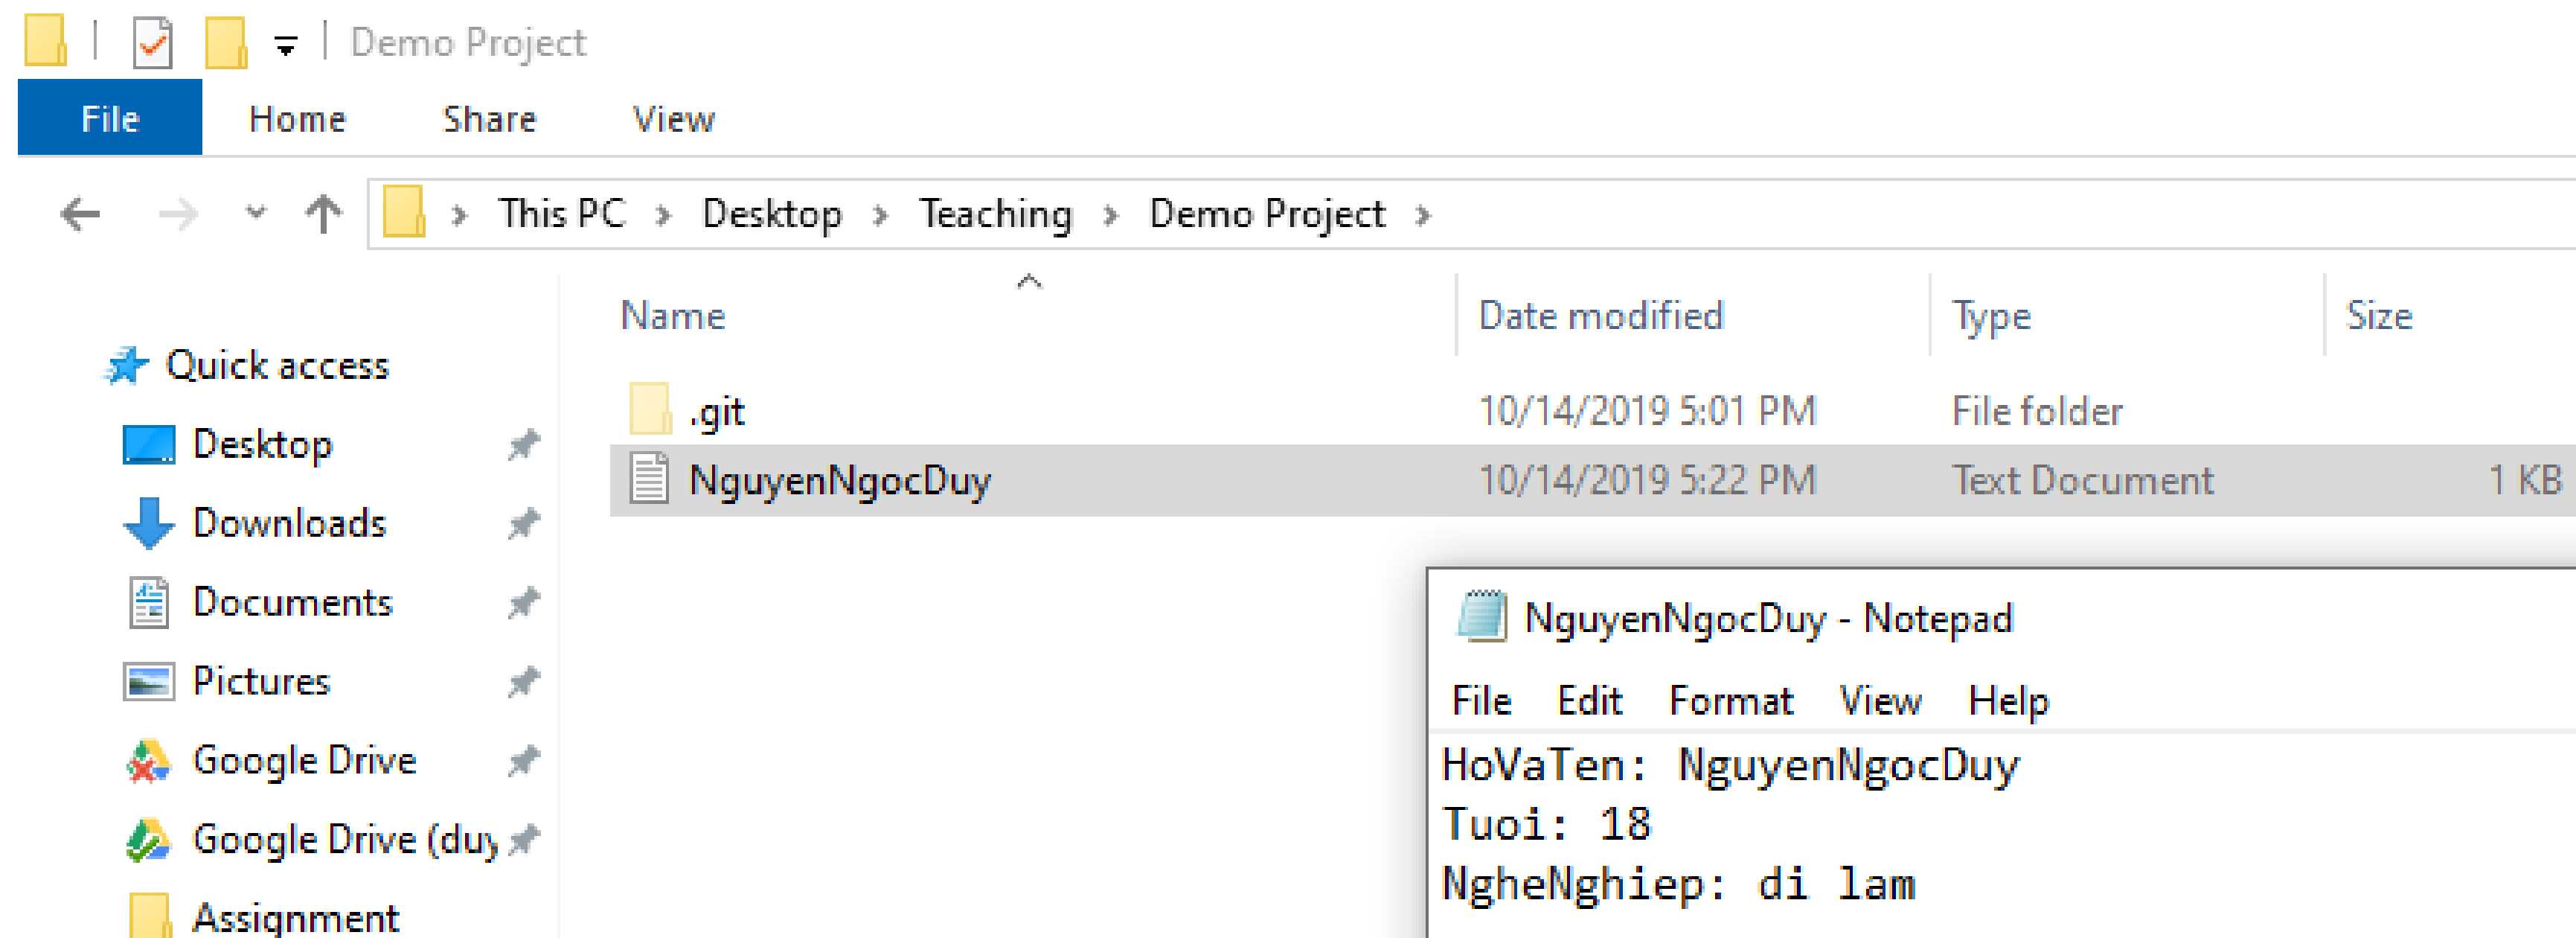 Demo Project
File Home Share View
This PC Desktop Teaching Demo Project
Name Date modified Type Size
Quick access
Desktop
Downloads
Documents
Pictures
Google Drive
Google Drive (duy
Assignment
.git 10/14/2019 5:01 PM File folder
NguyenNgocDuy 10/14/2019 5:22 PM Text Document 1 KB
NguyenNgocDuy - Notepad
File Edit Format View Help
HoVaTen: NguyenNgocDuy
Tuoi: 18
NgheNghiep: di lam